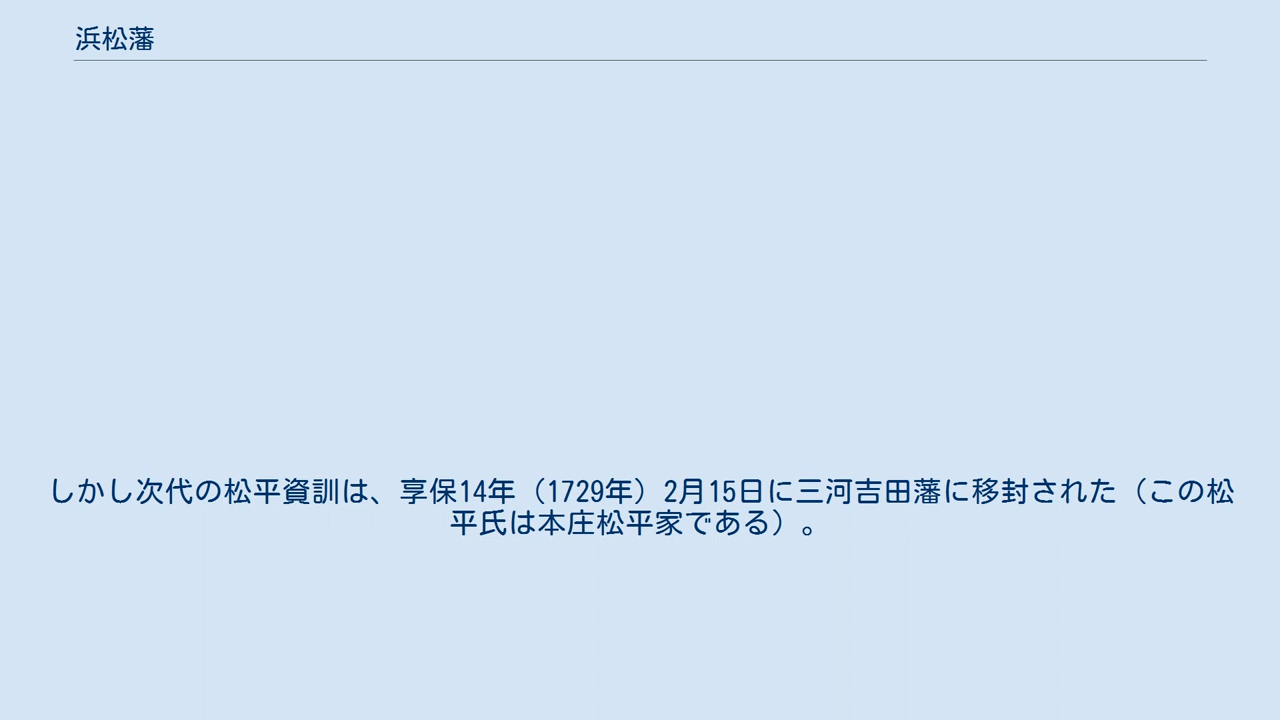 浜松藩
しかし次代の松平資訓は、享保14年（1729年）2月15日に三河吉田藩に移封された（この松
平氏は本庄松平家である）。